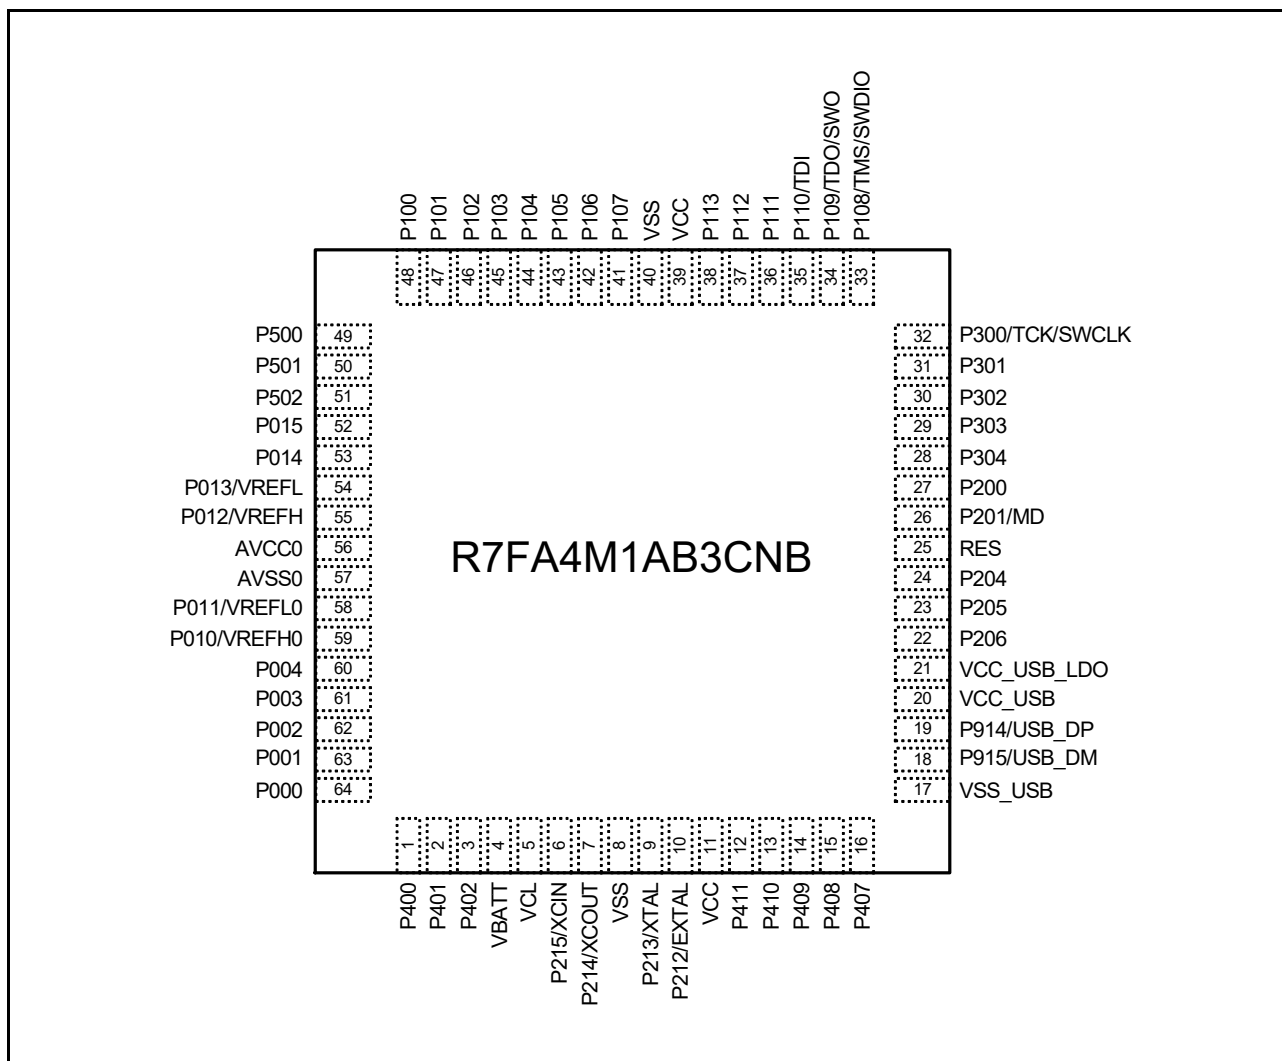 P100
P101
P102
P103
P104
P105
P106
P107
VSS
VCC
P113
P112
P111
P110/TDI
P109/TDO/SWO
P108/TMS/SWDIO
48
47
46
45
44
43
42
41
40
39
38
37
36
35
34
33
P500 49
P501 50
P502 51
P015 52
P014 53
P013/VREFL 54
P012/VREFH 55
AVCC0 56
AVSS0 57
P011/VREFL0 58
P010/VREFH0 59
P004 60
P003 61
P002 62
P001 63
P000 64
R7FA4M1AB3CNB
32 P300/TCK/SWCLK
31 P301
30 P302
29 P303
28 P304
27 P200
26 P201/MD
25 RES
24 P204
23 P205
22 P206
21 VCC_USB_LDO
20 VCC_USB
19 P914/USB_DP
18 P915/USB_DM
17 VSS_USB
1
2
3
4
5
6
7
8
9
10
11
12
13
14
15
16
P400
P401
P402
VBATT
VCL
P215/XCIN
P214/XCOUT
VSS
P213/XTAL
P212/EXTAL
VCC
P411
P410
P409
P408
P407